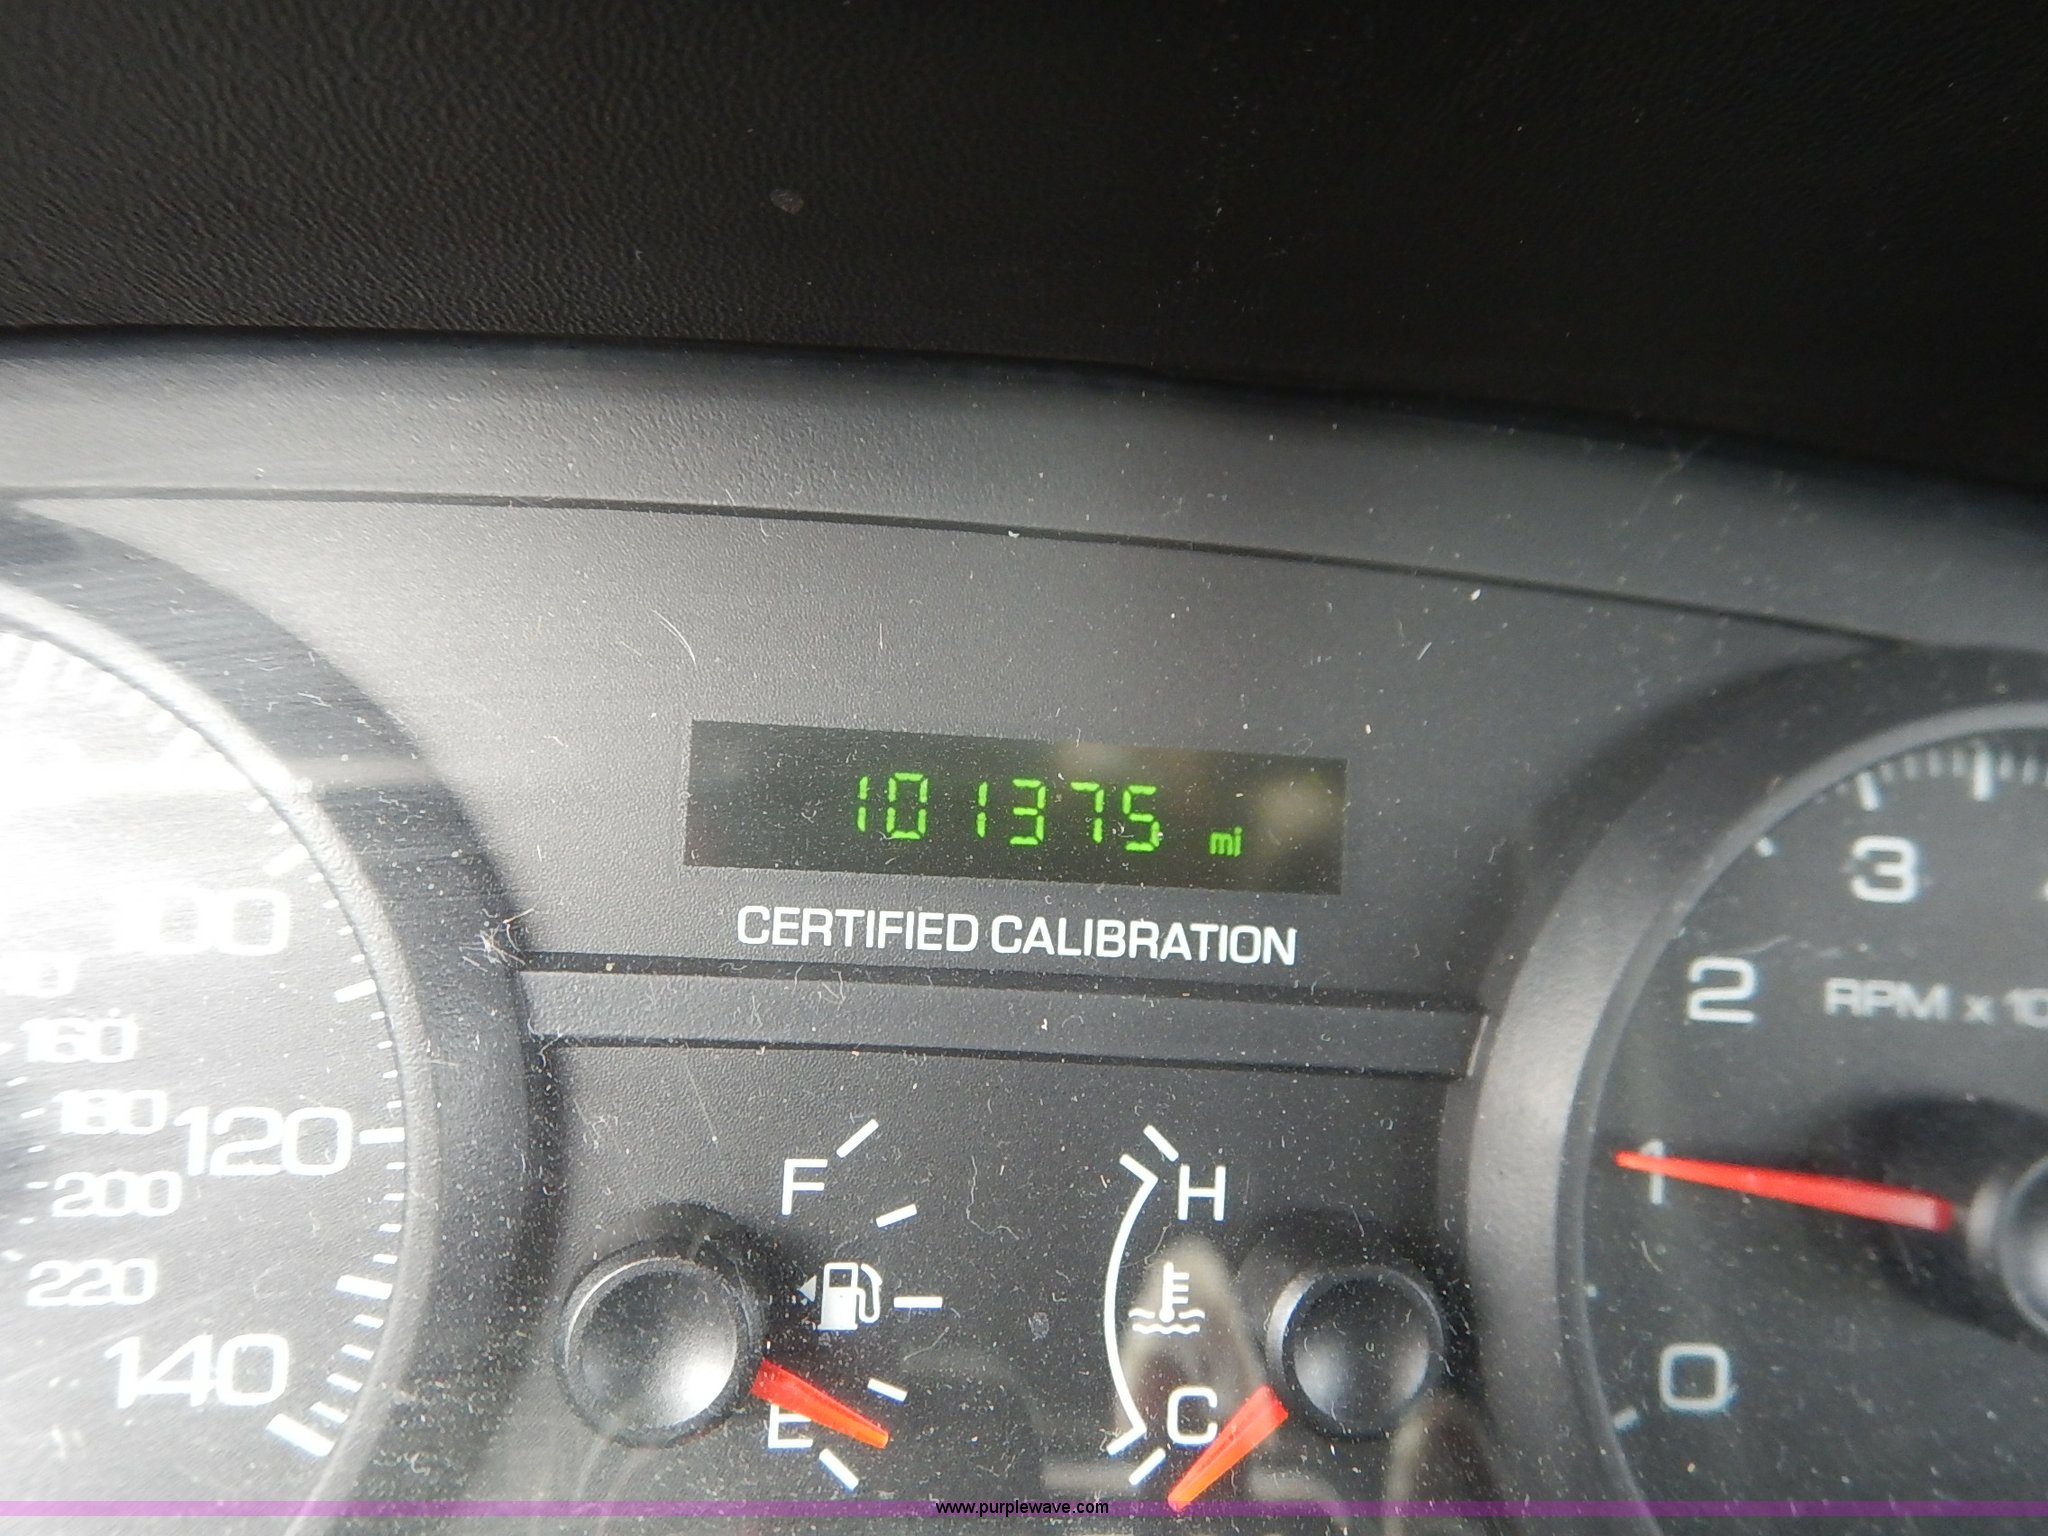 101375 mi
CERTIFIED CALIBRATION
100
160
180
120
200
220
140
F
E
H
C
3
2
RPM x 10
1
0
www.purplewave.com